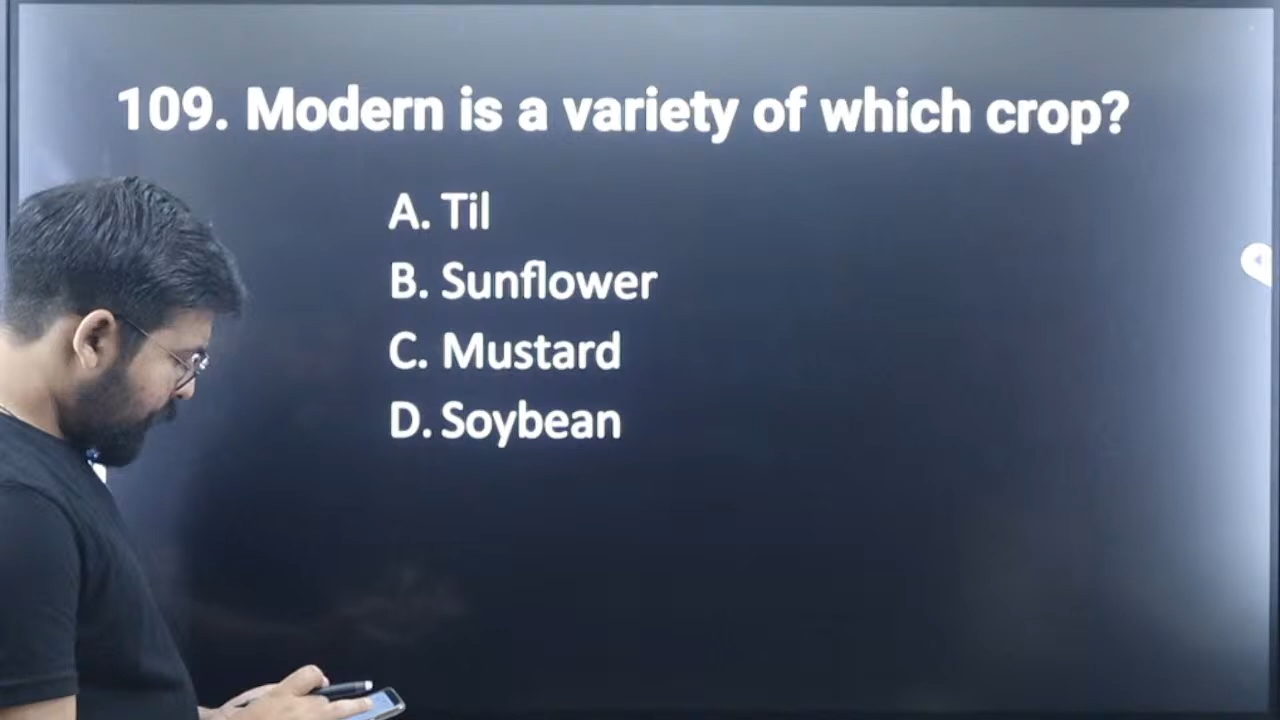 109. Modern is a variety of which crop?
A. Til
B. Sunflower
C. Mustard
D. Soybean